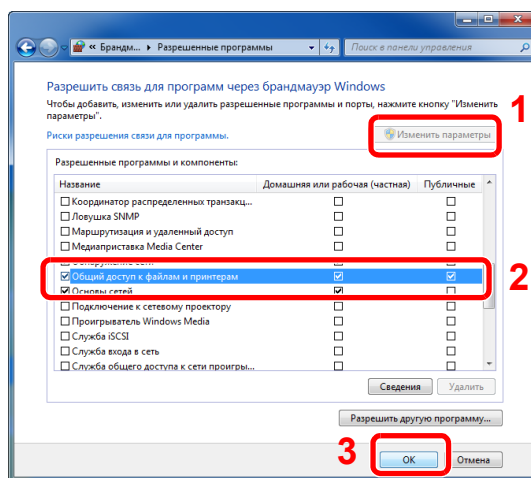 « Брандм... ▸ Разрешенные программы
Поиск в панели управления
Разрешить связь для программ через брандмауэр Windows
Чтобы добавить, изменить или удалить разрешенные программы и порты, нажмите кнопку "Изменить
параметры".
1
Риски разрешения связи для программы.
Изменить параметры
Разрешенные программы и компоненты:
Название Домашняя или рабочая (частная) Публичные
Координатор распределенных транзакц...
Ловушка SNMP
Маршрутизация и удаленный доступ
Медиаприставка Media Center
Обнаружение сети
Общий доступ к файлам и принтерам
2
Основы сетей
Подключение к сетевому проектору
Проигрыватель Windows Media
Служба iSCSI
Служба входа в сеть
Служба общего доступа к сети проигры...
Сведения Удалить
Разрешить другую программу...
3
ОК Отмена